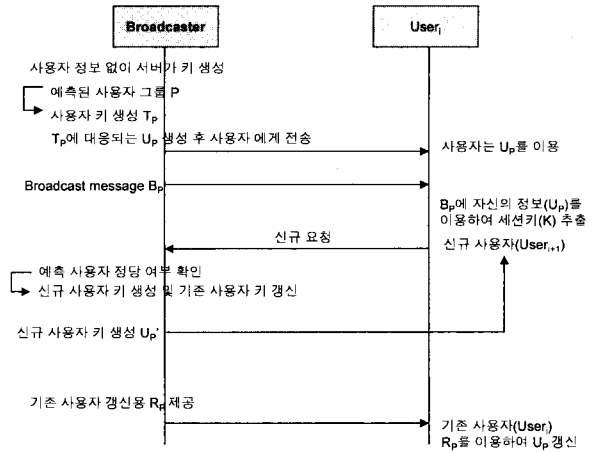 Broadcaster
User_i
사용자 정보 없이 서버가 키 생성
예측된 사용자 그룹 P
사용자 키 생성 T_P
T_P에 대응되는 U_P 생성 후 사용자 에게 전송
사용자는 U_P를 이용
Broadcast message B_P
B_P에 자신의 정보(U_P)를
이용하여 세션키(K) 추출
신규 요청
신규 사용자(User_i+1)
예측 사용자 정당 여부 확인
신규 사용자 키 생성 및 기존 사용자 키 갱신
신규 사용자 키 생성 U_P'
기존 사용자 갱신용 R_P 제공
기존 사용자(User_i)
R_P를 이용하여 U_P 갱신